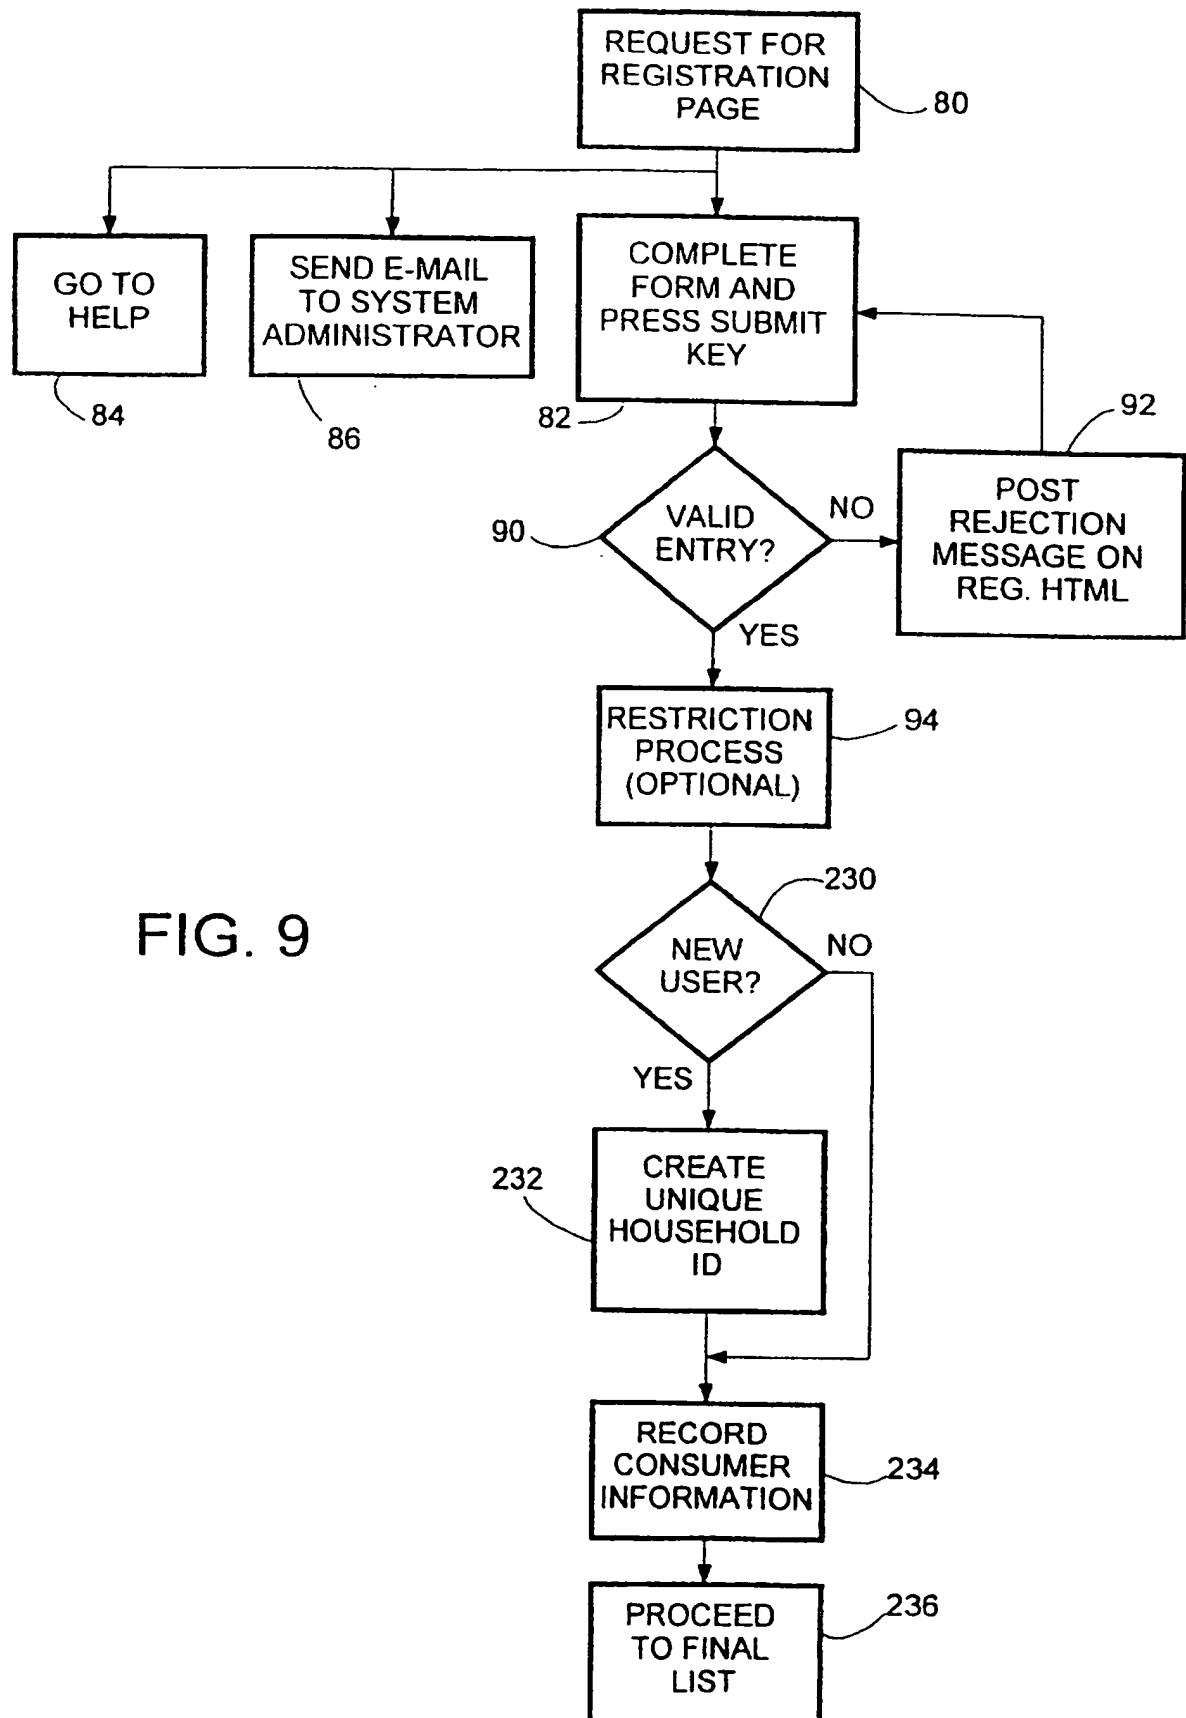 REQUEST FOR
REGISTRATION
PAGE
80
GO TO
HELP
84
SEND E-MAIL
TO SYSTEM
ADMINISTRATOR
86
COMPLETE
FORM AND
PRESS SUBMIT
KEY
82
92
POST
REJECTION
MESSAGE ON
REG. HTML
90
VALID
ENTRY?
NO
YES
RESTRICTION
PROCESS
(OPTIONAL)
94
230
NEW
USER?
NO
YES
FIG. 9
232
CREATE
UNIQUE
HOUSEHOLD
ID
RECORD
CONSUMER
INFORMATION
234
PROCEED
TO FINAL
LIST
236